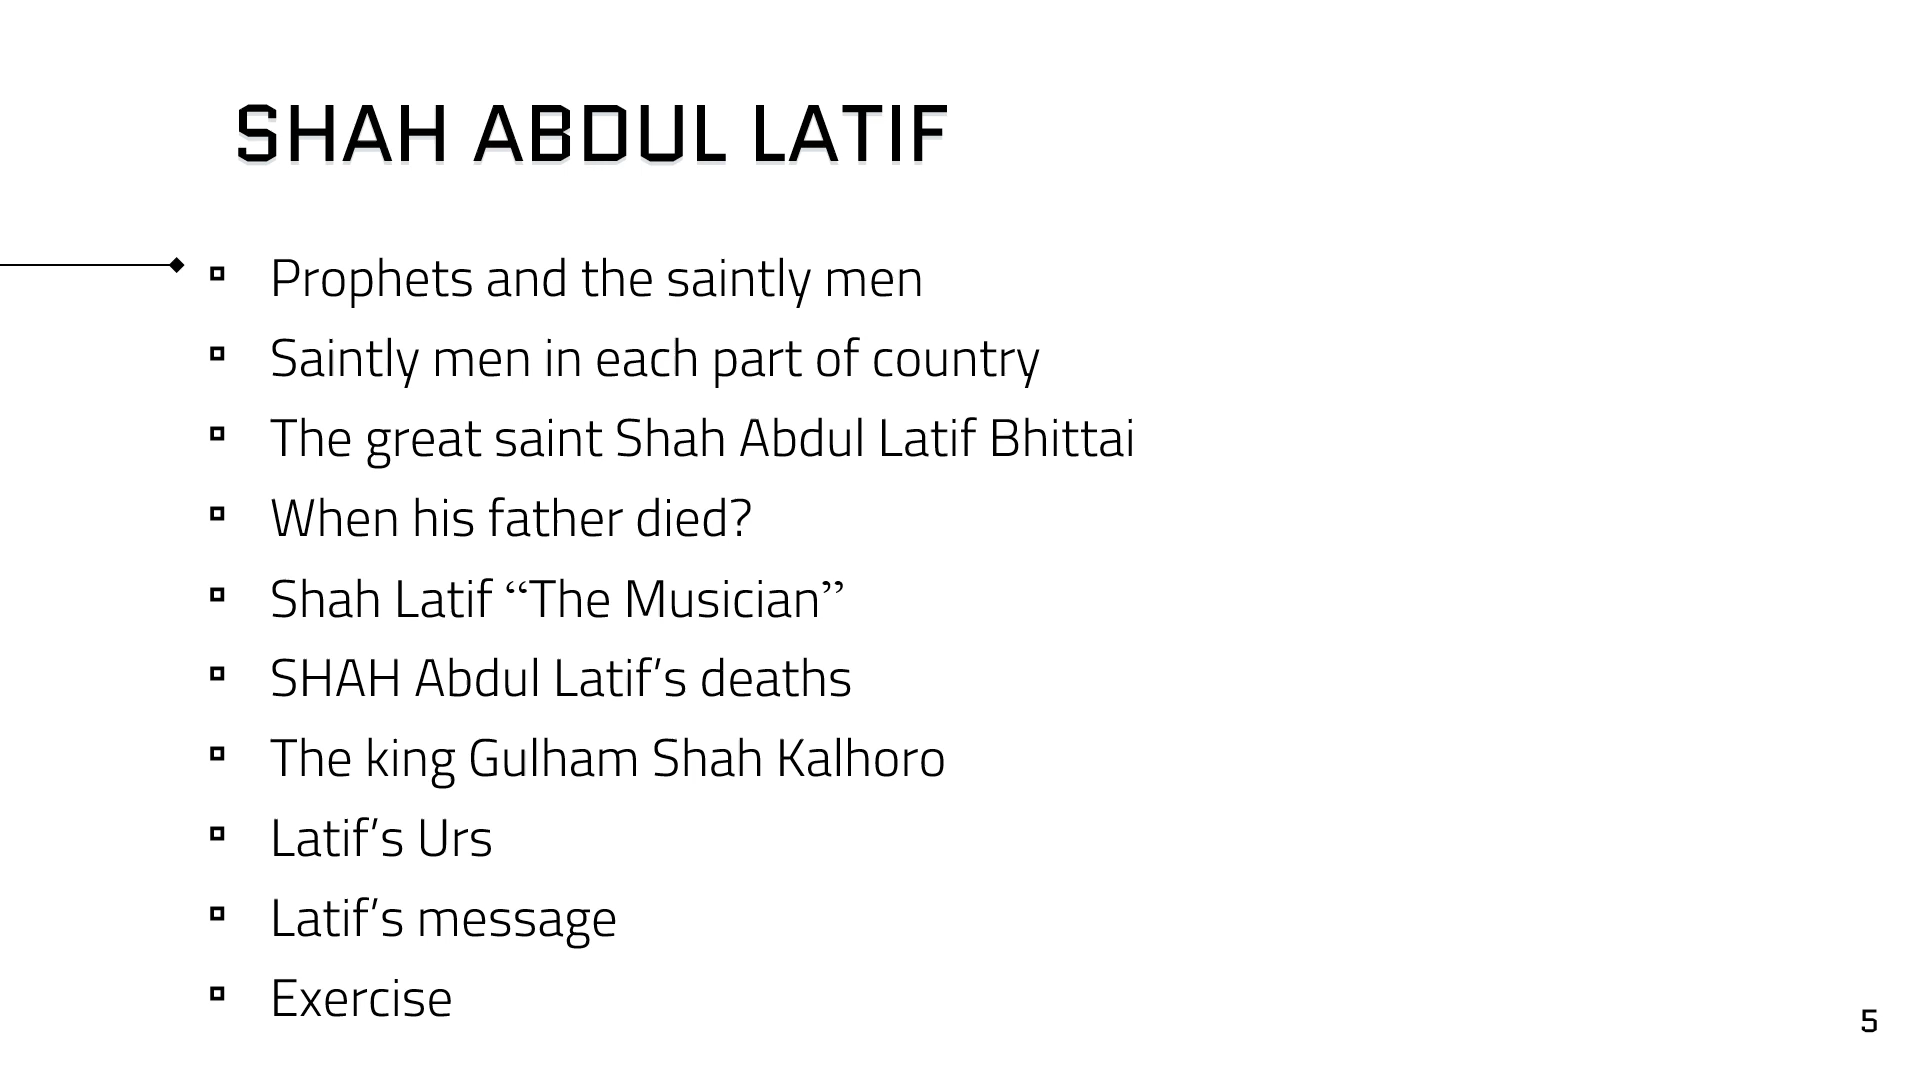 SHAH ABDUL LATIF
Prophets and the saintly men
Saintly men in each part of country
The great saint Shah Abdul Latif Bhittai
When his father died?
Shah Latif “The Musician”
SHAH Abdul Latif’s deaths
The king Gulham Shah Kalhoro
Latif’s Urs
Latif’s message
Exercise
5